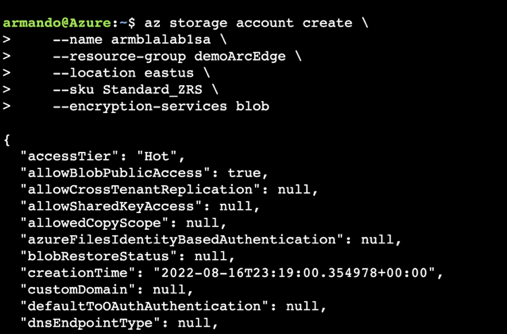 armando@Azure:~$ az storage account create \
>     --name armblalab1sa \
>     --resource-group demoArcEdge \
>     --location eastus \
>     --sku Standard_ZRS \
>     --encryption-services blob
{
  "accessTier": "Hot",
  "allowBlobPublicAccess": true,
  "allowCrossTenantReplication": null,
  "allowSharedKeyAccess": null,
  "allowedCopyScope": null,
  "azureFilesIdentityBasedAuthentication": null,
  "blobRestoreStatus": null,
  "creationTime": "2022-08-16T23:19:00.354978+00:00",
  "customDomain": null,
  "defaultToOAuthAuthentication": null,
  "dnsEndpointType": null,